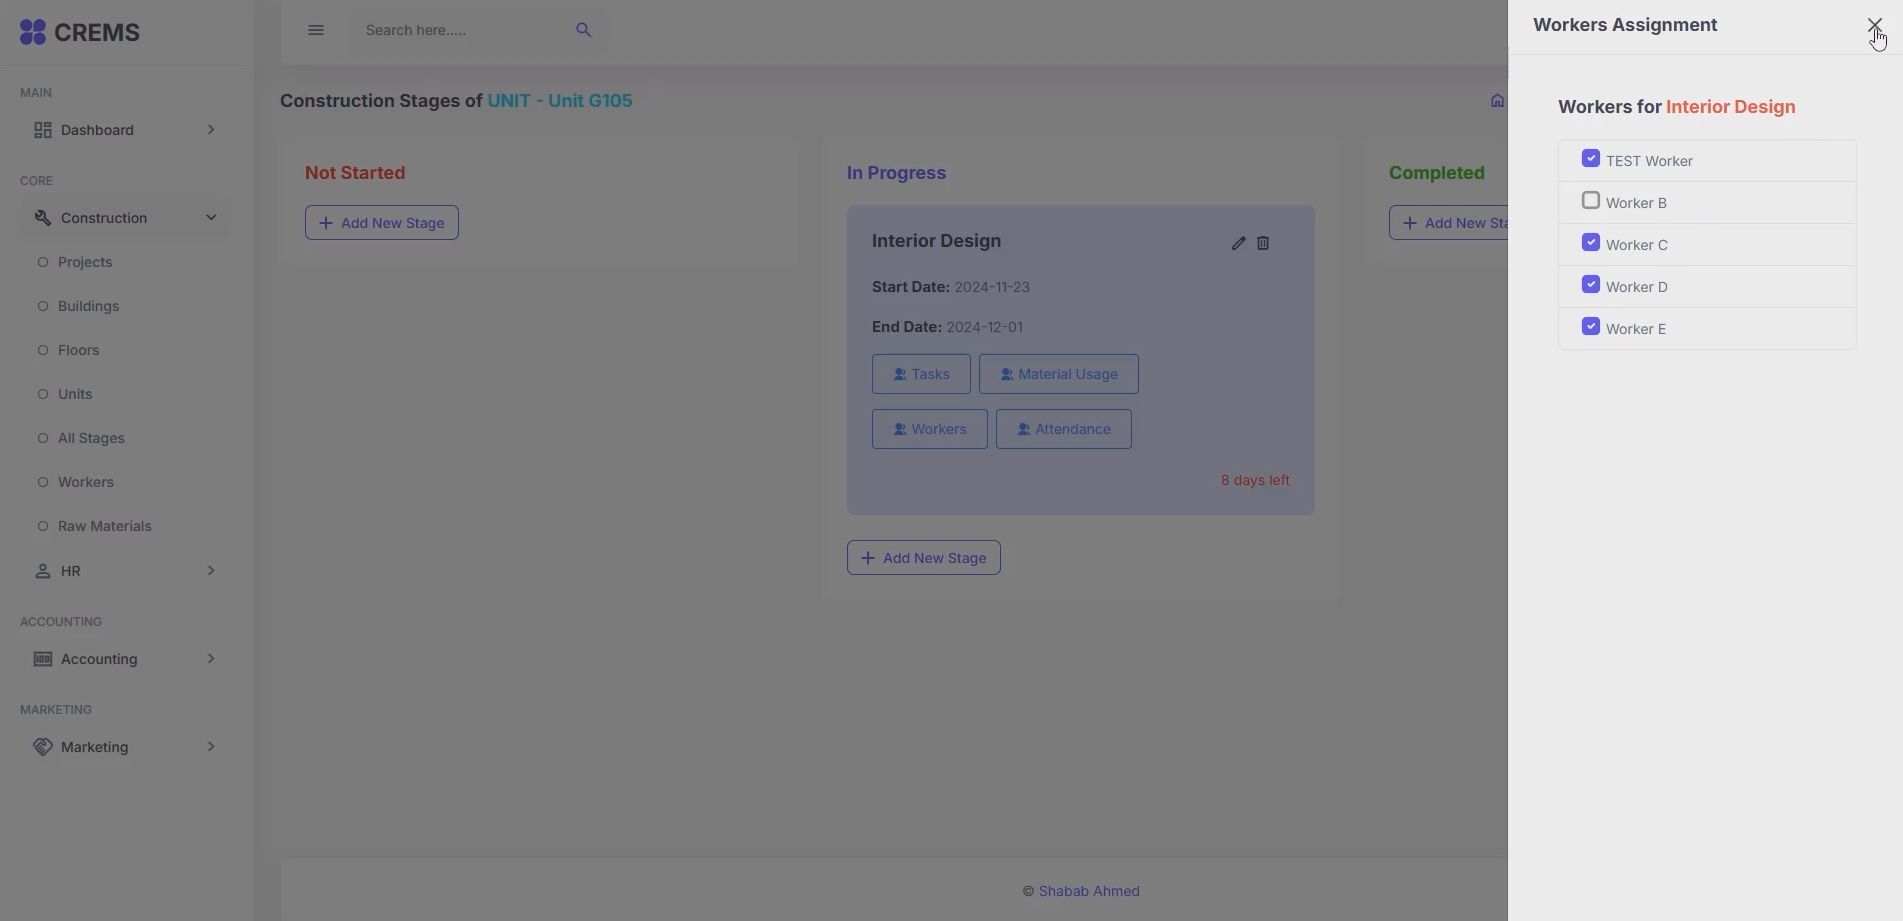 CREMS
MAIN
Dashboard
CORE
Construction
Projects
Buildings
Floors
Units
All Stages
Workers
Raw Materials
HR
ACCOUNTING
Accounting
MARKETING
Marketing
Search here.....
Construction Stages of UNIT - Unit G105
Not Started
+ Add New Stage
In Progress
Interior Design
Start Date: 2024-11-23
End Date: 2024-12-01
Tasks
Material Usage
Workers
Attendance
8 days left
+ Add New Stage
Completed
+ Add New Sta
© Shabab Ahmed
Workers Assignment
Workers for Interior Design
TEST Worker
Worker B
Worker C
Worker D
Worker E